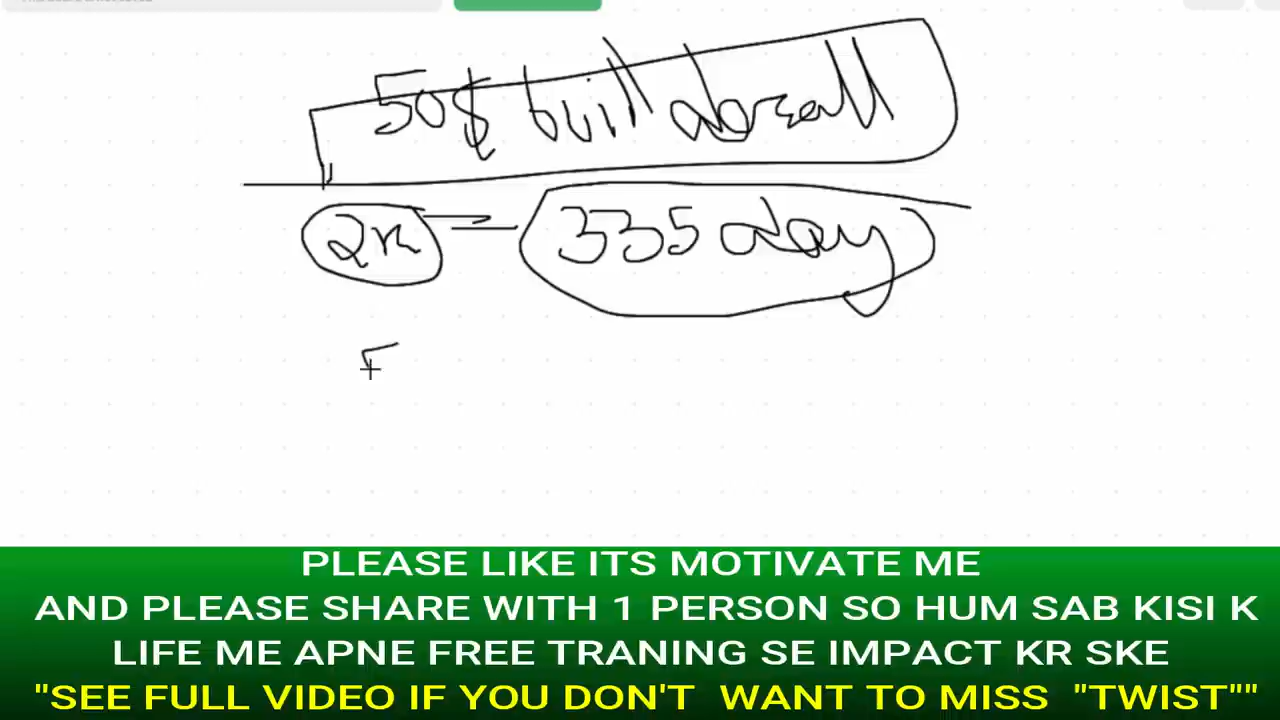 50$ buill
2k = 335 day
PLEASE LIKE ITS MOTIVATE ME
AND PLEASE SHARE WITH 1 PERSON SO HUM SAB KISI K
LIFE ME APNE FREE TRANING SE IMPACT KR SKE
"SEE FULL VIDEO IF YOU DON'T WANT TO MISS "TWIST""